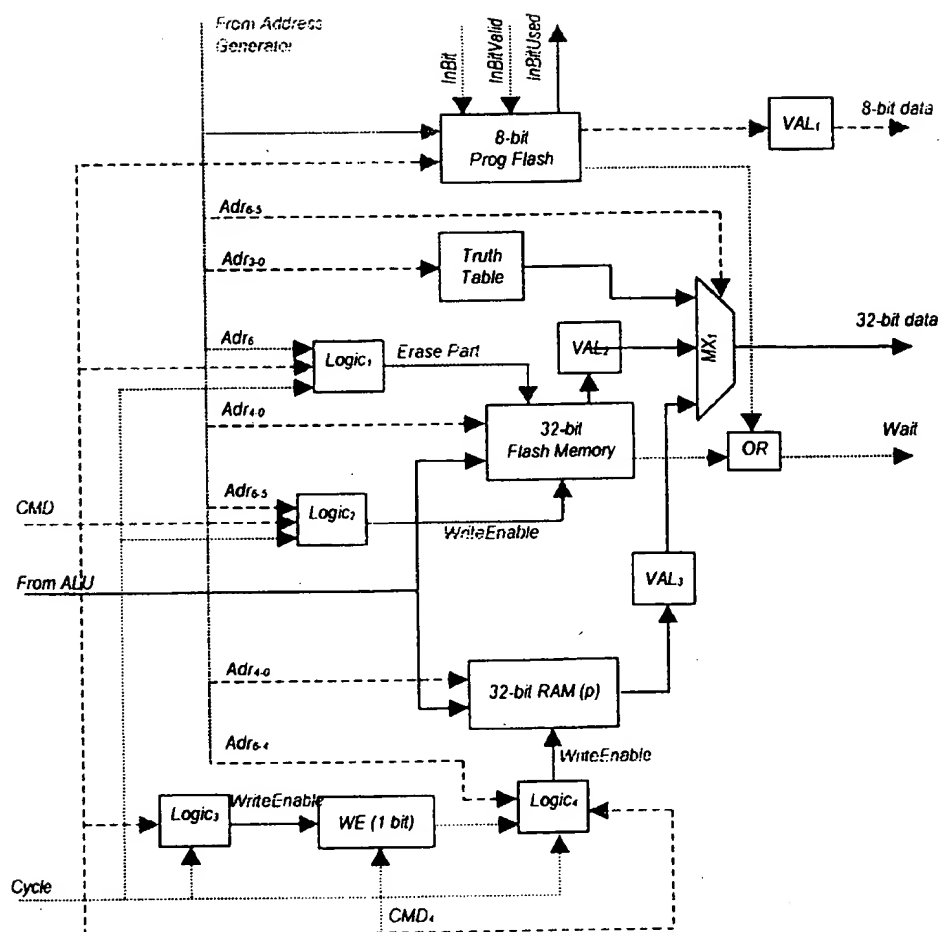 From Address
Generator
InBit
InBitValid
InBitUsed
8-bit
Prog Flash
VAL₁
8-bit data
Adr₆₋₅
Adr₃₋₀
Truth
Table
MX₁
32-bit data
Adr₆
Logic₁
Erase Part
VAL₂
Adr₄₋₀
32-bit
Flash Memory
OR
Wait
Adr₆₋₅
CMD
Logic₂
WriteEnable
From ALU
VAL₃
Adr₄₋₀
32-bit RAM (p)
Adr₆₋₄
WriteEnable
Logic₃
WriteEnable
WE (1 bit)
Logic₄
Cycle
CMD₄